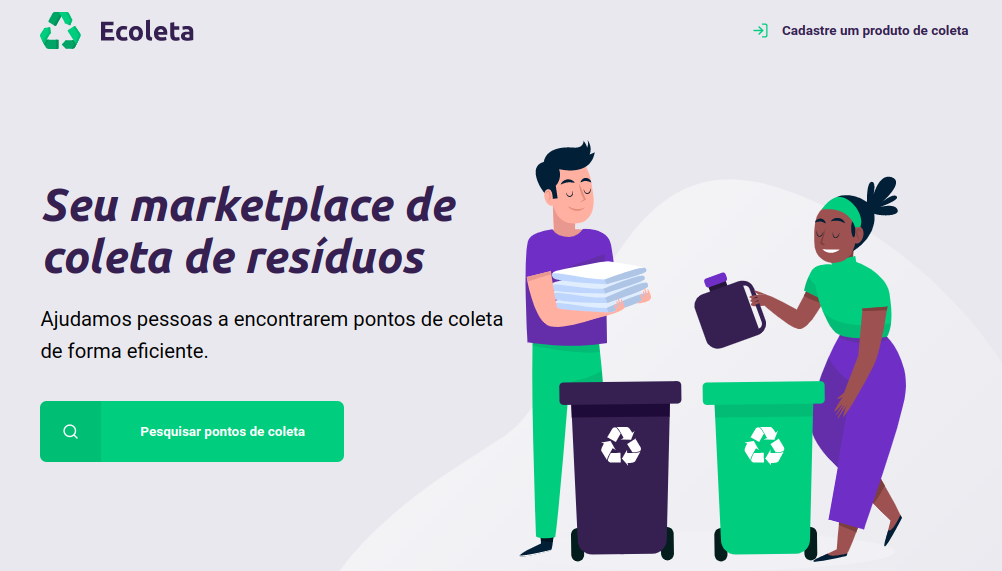 Ecoleta
Cadastre um produto de coleta
Seu marketplace de
coleta de resíduos
Ajudamos pessoas a encontrarem pontos de coleta
de forma eficiente.
Pesquisar pontos de coleta